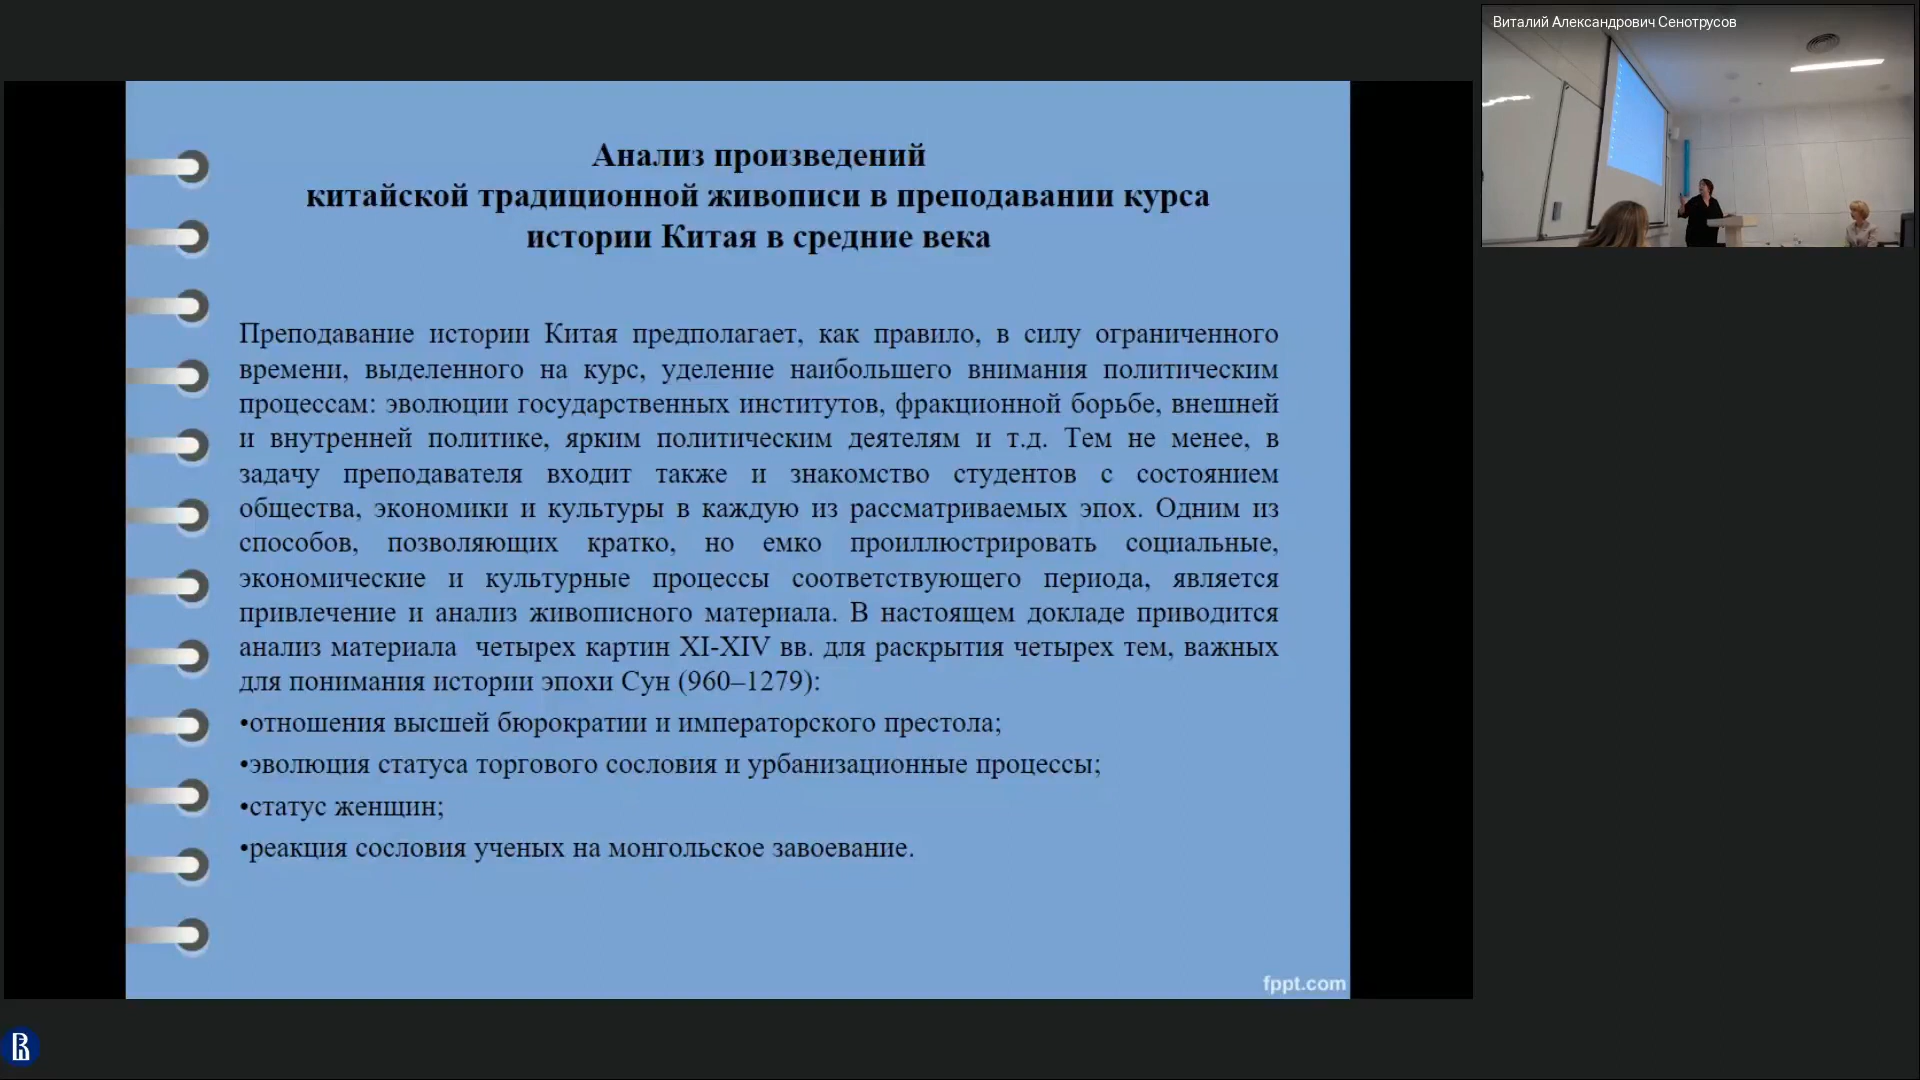 Виталий Александрович Сенотрусов
Анализ произведений
китайской традиционной живописи в преподавании курса
истории Китая в средние века
Преподавание истории Китая предполагает, как правило, в силу ограниченного
времени, выделенного на курс, уделение наибольшего внимания политическим
процессам: эволюции государственных институтов, фракционной борьбе, внешней
и внутренней политике, ярким политическим деятелям и т.д. Тем не менее, в
задачу преподавателя входит также и знакомство студентов с состоянием
общества, экономики и культуры в каждую из рассматриваемых эпох. Одним из
способов, позволяющих кратко, но емко проиллюстрировать социальные,
экономические и культурные процессы соответствующего периода, является
привлечение и анализ живописного материала. В настоящем докладе приводится
анализ материала четырех картин XI-XIV вв. для раскрытия четырех тем, важных
для понимания истории эпохи Сун (960–1279):
•отношения высшей бюрократии и императорского престола;
•эволюция статуса торгового сословия и урбанизационные процессы;
•статус женщин;
•реакция сословия ученых на монгольское завоевание.
fppt.com